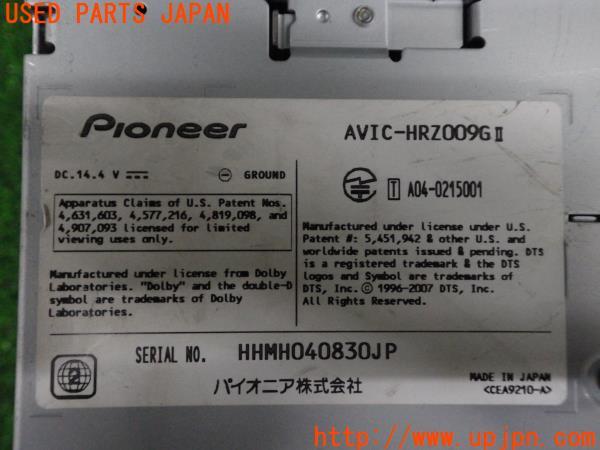 USED PARTS JAPAN
Pioneer
AVIC-HRZ009GⅡ
DC.14.4 V
GROUND
T A04-0215001
Apparatus Claims of U.S. Patent Nos.
4,631,603, 4,577,216, 4,819,098, and
4,907,093 licensed for limited
viewing uses only.
Manufactured under license under U.S.
Patent #: 5,451,942 & other U.S. and
worldwide patents issued & pending. DTS
is a registered trademark & the DTS
logos and Symbol are trademarks of
DTS, Inc. © 1996-2007 DTS, Inc.
All Rights Reserved.
Manufactured under license from Dolby
Laboratories. "Dolby" and the double-D
symbol are trademarks of Dolby
Laboratories.
2
SERIAL NO. HHMH040830JP
パイオニア株式会社
MADE IN JAPAN
<CEA9210-A>
http://www.upjpn.com